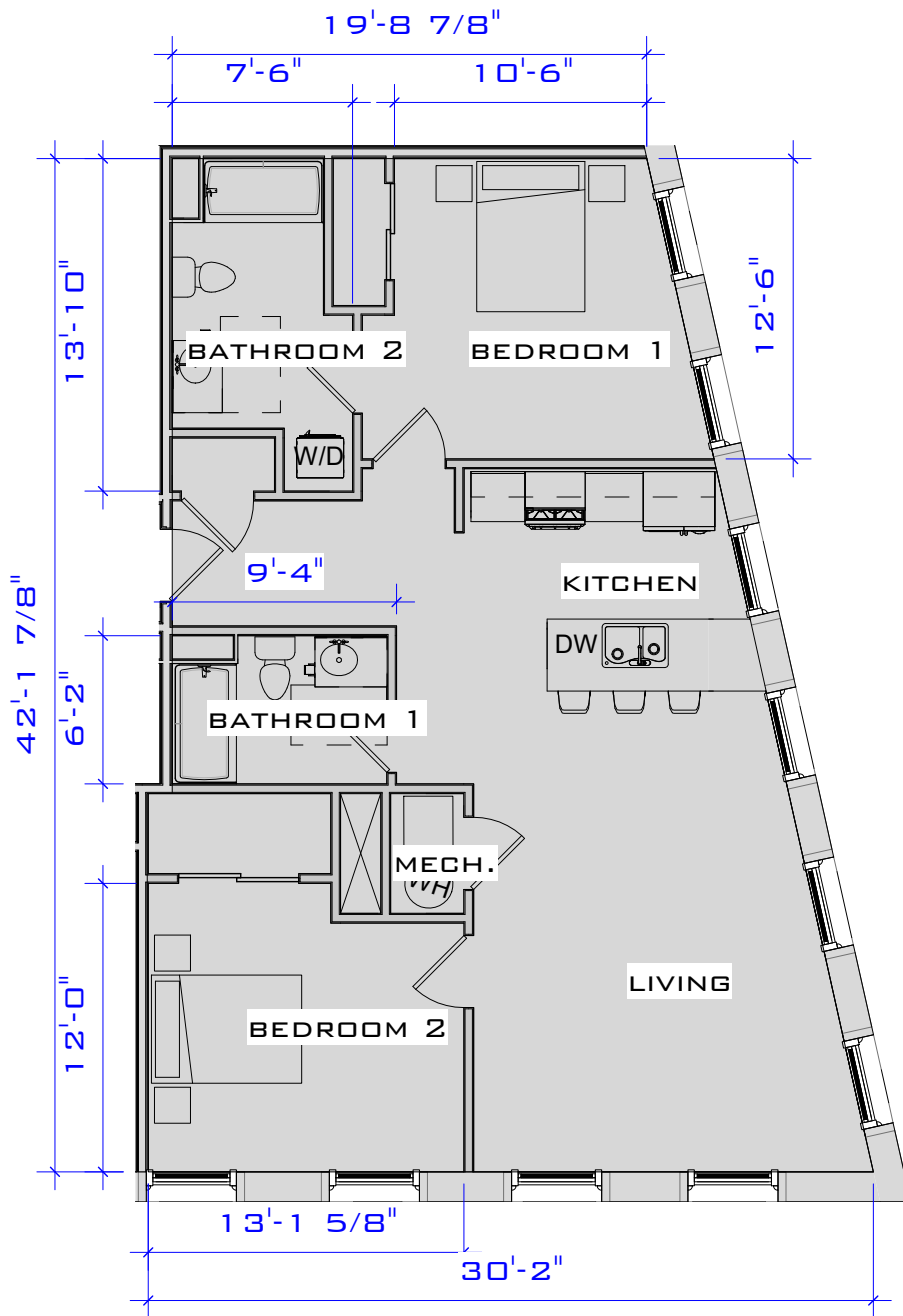 19'-8 7/8"
7'-6"
10'-6"
13'-10"
12'-6"
BATHROOM 2
BEDROOM 1
W/D
9'-4"
KITCHEN
42'-1 7/8"
6'-2"
DW
BATHROOM 1
MECH.
WH
12'-0"
LIVING
BEDROOM 2
13'-1 5/8"
30'-2"